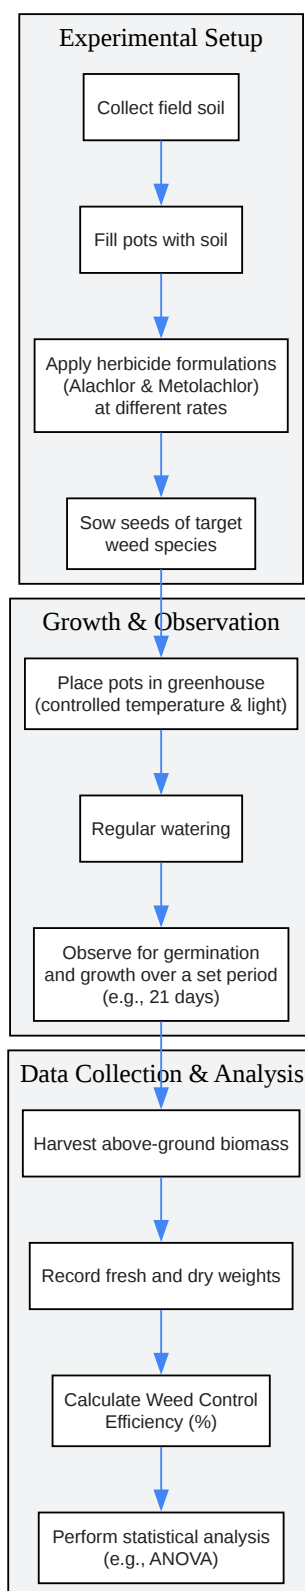 Experimental Setup
Collect field soil
Fill pots with soil
Apply herbicide formulations
(Alachlor & Metolachlor)
at different rates
Sow seeds of target
weed species
Growth & Observation
Place pots in greenhouse
(controlled temperature & light)
Regular watering
Observe for germination
and growth over a set period
(e.g., 21 days)
Data Collection & Analysis
Harvest above-ground biomass
Record fresh and dry weights
Calculate Weed Control
Efficiency (%)
Perform statistical analysis
(e.g., ANOVA)